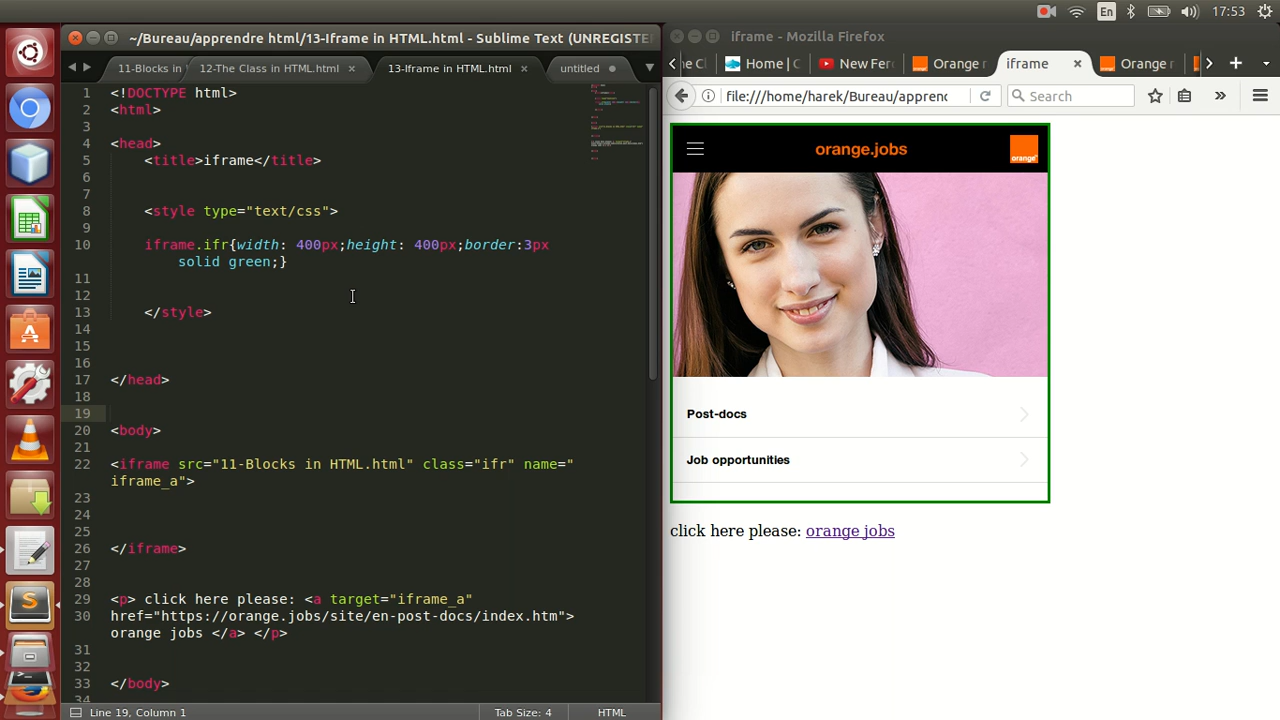 En
17:53
~/Bureau/apprendre html/13-Iframe in HTML.html - Sublime Text (UNREGISTE
iframe - Mozilla Firefox
11-Blocks in
12-The Class in HTML.html
13-Iframe in HTML.html
untitled
Home | C
New Fer
Orange r
iframe
Orange r
file:///home/harek/Bureau/apprenc
Search
1 <!DOCTYPE html>
2 <html>
3
4 <head>
5 <title>iframe</title>
6
7
8 <style type="text/css">
9
10 iframe.ifr{width: 400px;height: 400px;border:3px
solid green;}
11
12
13 </style>
14
15
16
17 </head>
18
19
20 <body>
21
22 <iframe src="11-Blocks in HTML.html" class="ifr" name="
iframe_a">
23
24
25
26 </iframe>
27
28
29 <p> click here please: <a target="iframe_a"
30 href="https://orange.jobs/site/en-post-docs/index.htm">
orange jobs </a> </p>
31
32
33 </body>
34
Line 19, Column 1
Tab Size: 4
HTML
orange.jobs
orange
Post-docs
Job opportunities
click here please: orange jobs